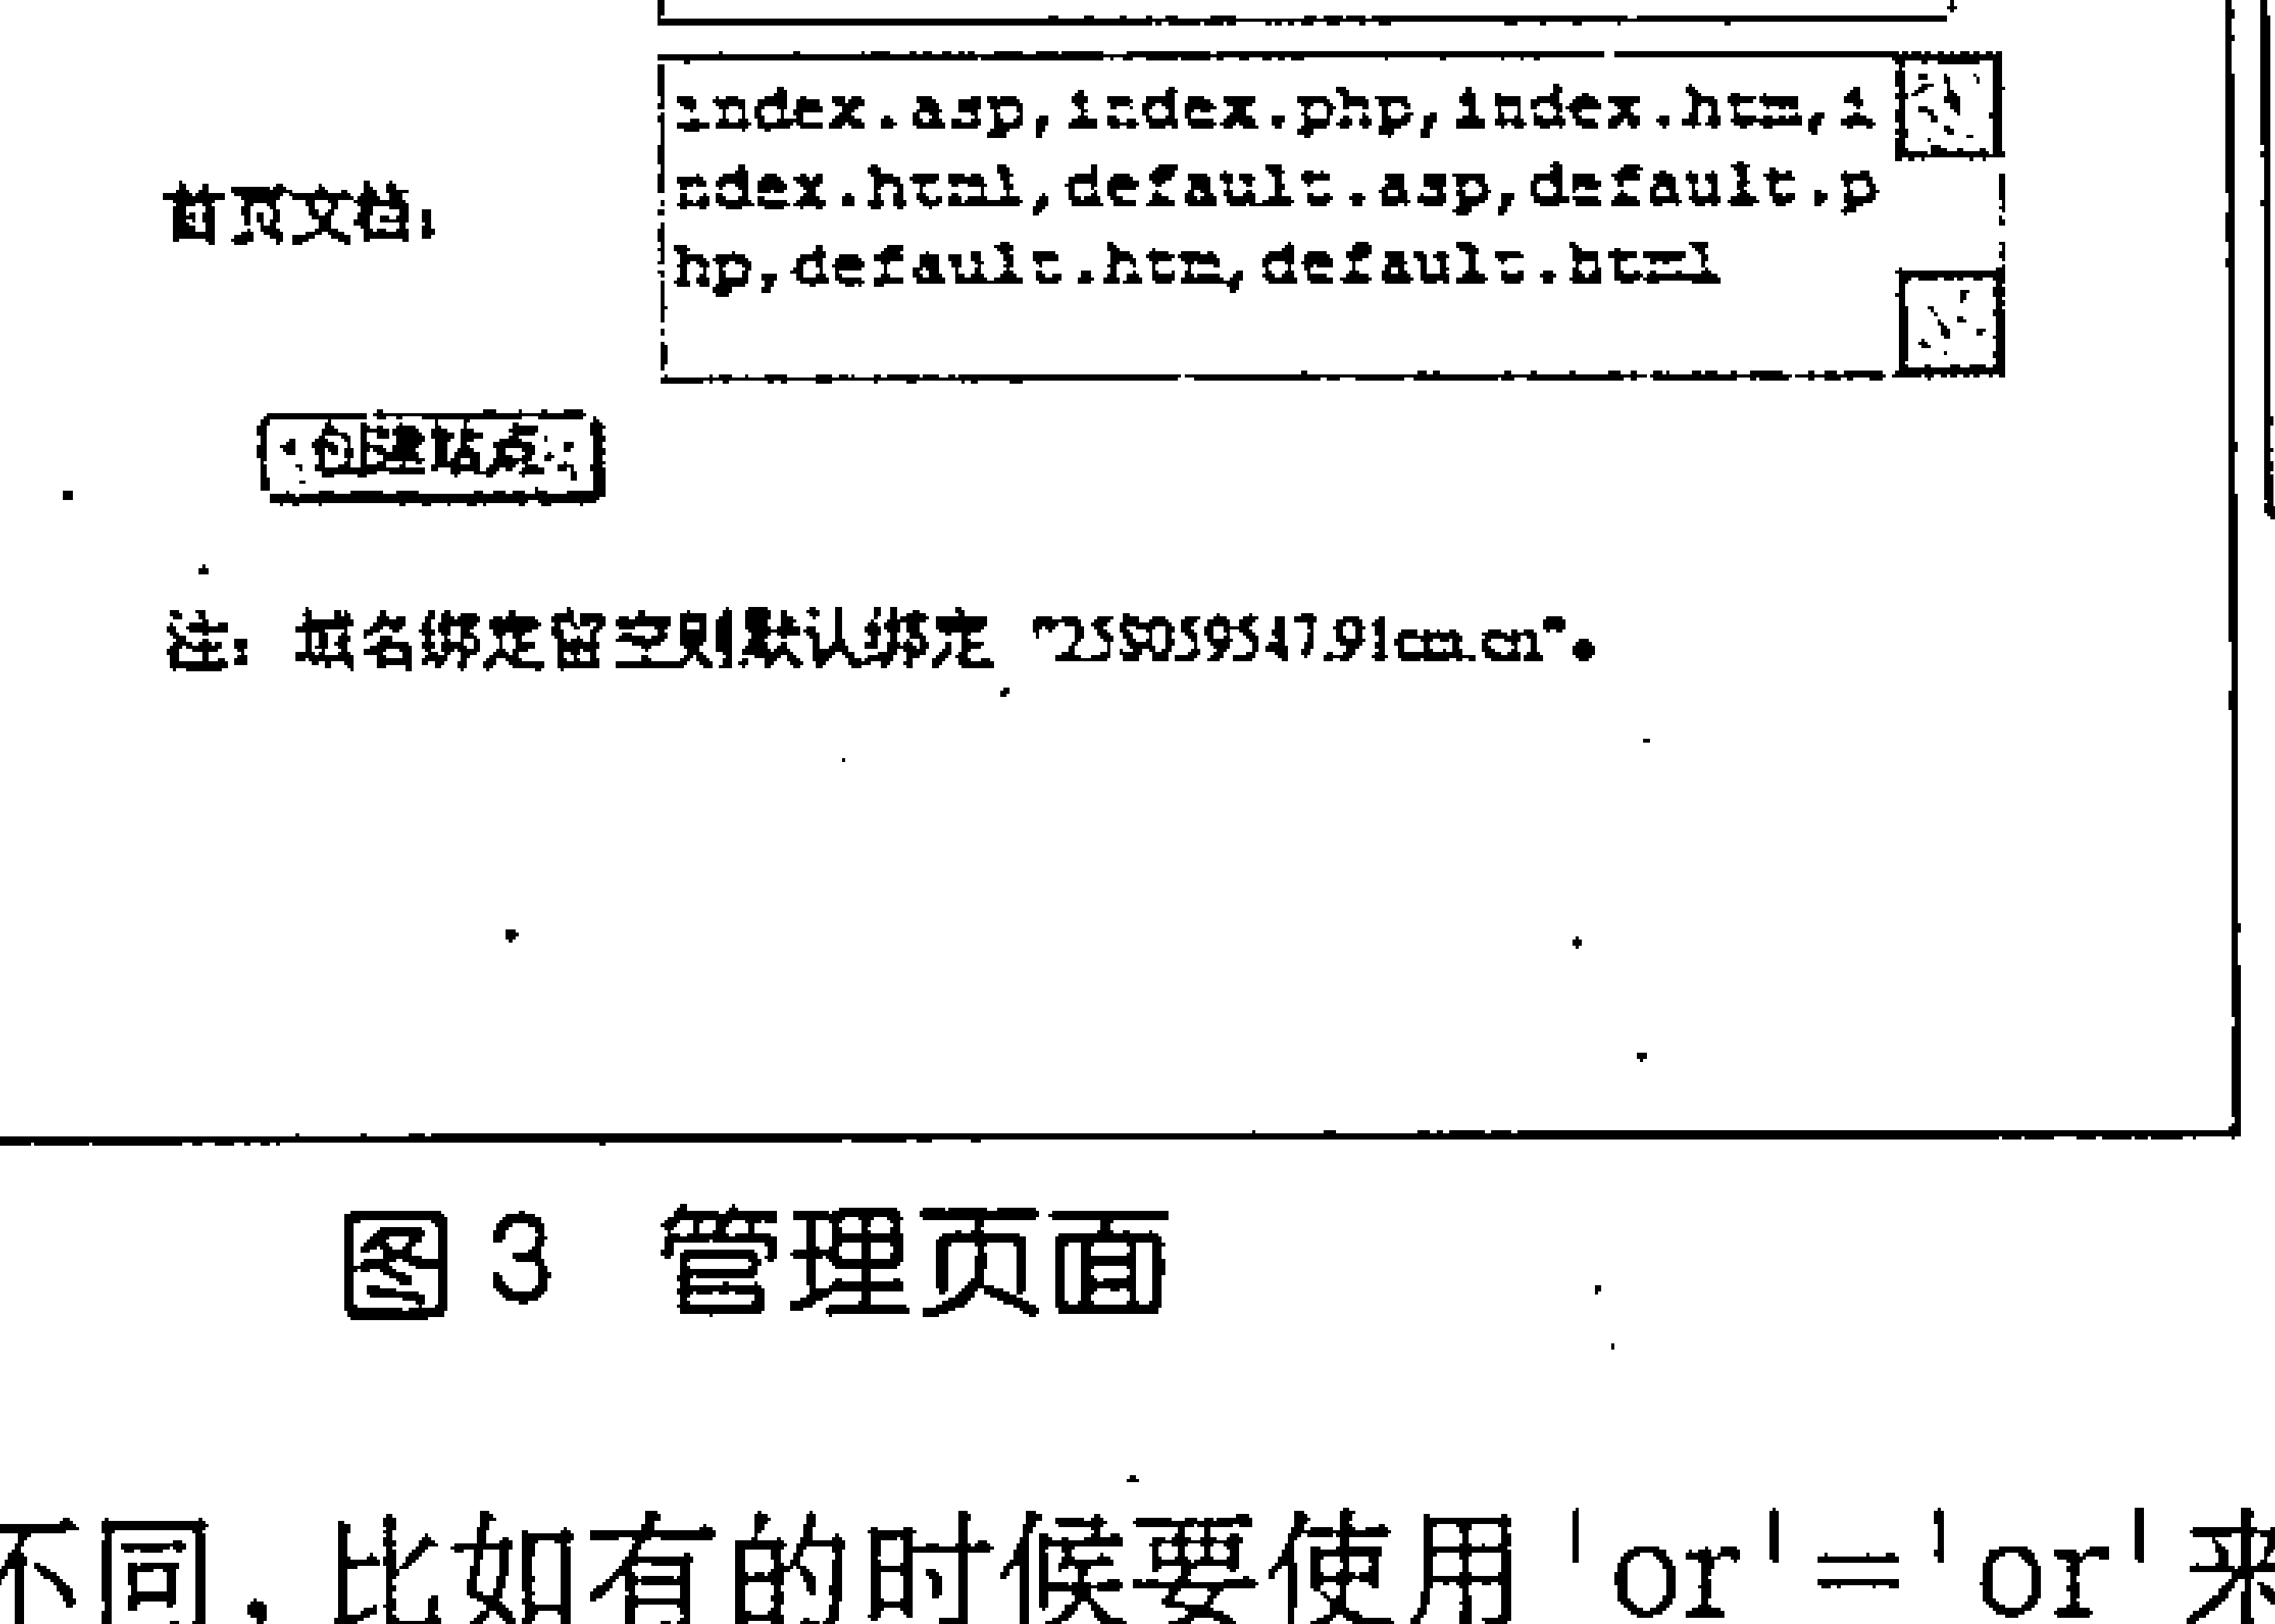 index.asp,index.php,index.htm,i
ndex.html,default.asp,default.p
hp,default.htm,default.html
首页文档:
创建站点
注: 域名绑定留空则默认绑定 "258059547.91cm.cn"。
图 3 管理页面
不同,比如有的时候要使用 'or'='or' 来